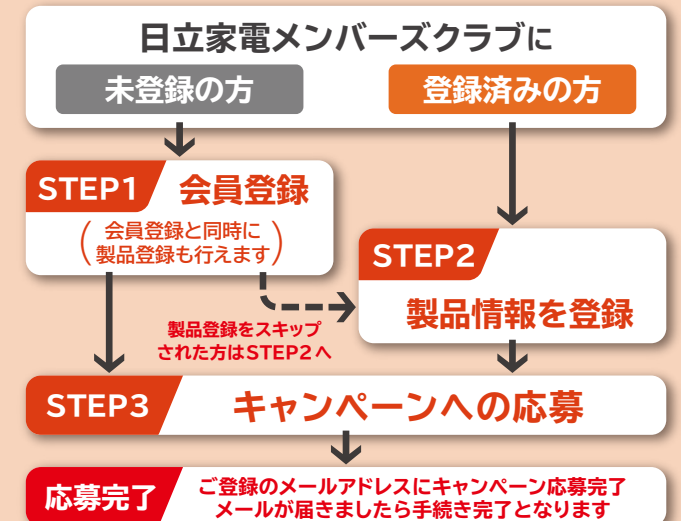 日立家電メンバーズクラブに
未登録の方
登録済みの方
STEP1 会員登録
(会員登録と同時に
製品登録も行えます)
STEP2
製品情報を登録
製品登録をスキップ
された方はSTEP2へ
STEP3 キャンペーンへの応募
応募完了
ご登録のメールアドレスにキャンペーン応募完了
メールが届きましたら手続き完了となります